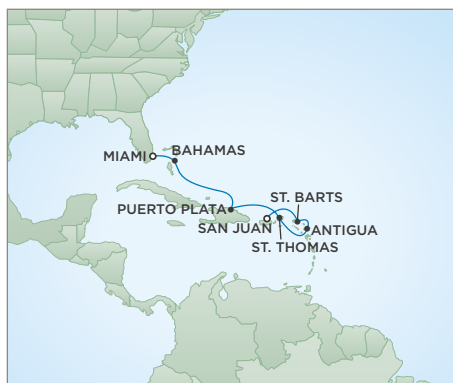 MIAMI
BAHAMAS
ST. BARTS
PUERTO PLATA
SAN JUAN
ANTIGUA
ST. THOMAS